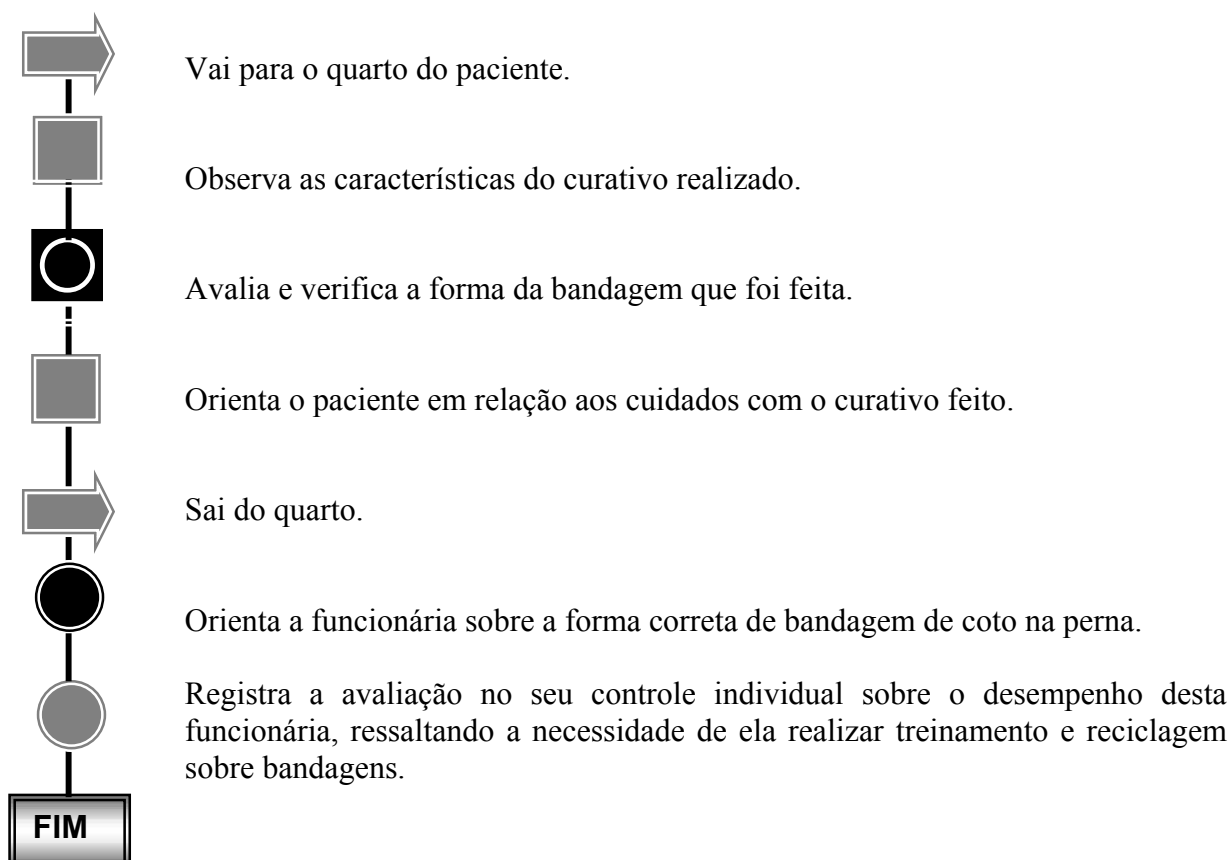 Vai para o quarto do paciente.
Observa as características do curativo realizado.
Avalia e verifica a forma da bandagem que foi feita.
Orienta o paciente em relação aos cuidados com o curativo feito.
Sai do quarto.
Orienta a funcionária sobre a forma correta de bandagem de coto na perna.
Registra a avaliação no seu controle individual sobre o desempenho desta
funcionária, ressaltando a necessidade de ela realizar treinamento e reciclagem
sobre bandagens.
FIM